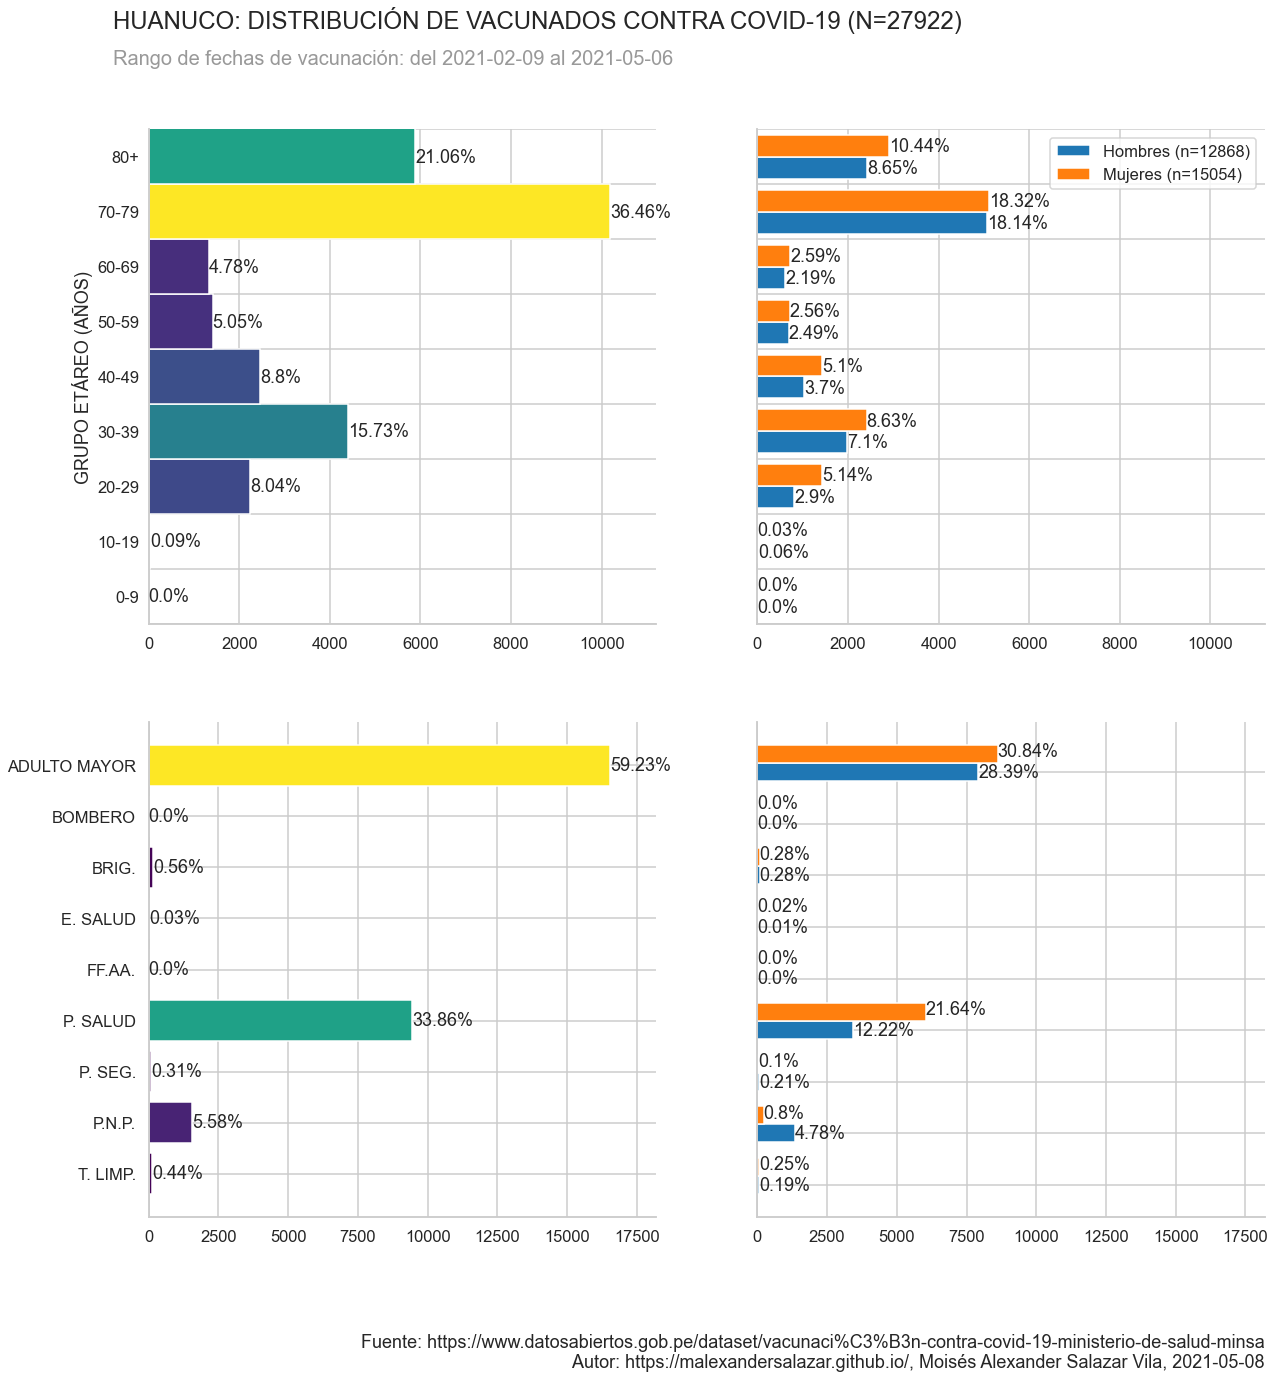 HUANUCO: DISTRIBUCIÓN DE VACUNADOS CONTRA COVID-19 (N=27922)
Rango de fechas de vacunación: del 2021-02-09 al 2021-05-06
GRUPO ETÁREO (AÑOS)
80+ 21.06%
70-79 36.46%
60-69 4.78%
50-59 5.05%
40-49 8.8%
30-39 15.73%
20-29 8.04%
10-19 0.09%
0-9 0.0%
0 2000 4000 6000 8000 10000
Hombres (n=12868)
Mujeres (n=15054)
10.44%
8.65%
18.32%
18.14%
2.59%
2.19%
2.56%
2.49%
5.1%
3.7%
8.63%
7.1%
5.14%
2.9%
0.03%
0.06%
0.0%
0.0%
0 2000 4000 6000 8000 10000
ADULTO MAYOR 59.23%
BOMBERO 0.0%
BRIG. 0.56%
E. SALUD 0.03%
FF.AA. 0.0%
P. SALUD 33.86%
P. SEG. 0.31%
P.N.P. 5.58%
T. LIMP. 0.44%
0 2500 5000 7500 10000 12500 15000 17500
30.84%
28.39%
0.0%
0.0%
0.28%
0.28%
0.02%
0.01%
0.0%
0.0%
21.64%
12.22%
0.1%
0.21%
0.8%
4.78%
0.25%
0.19%
0 2500 5000 7500 10000 12500 15000 17500
Fuente: https://www.datosabiertos.gob.pe/dataset/vacunaci%C3%B3n-contra-covid-19-ministerio-de-salud-minsa
Autor: https://malexandersalazar.github.io/, Moisés Alexander Salazar Vila, 2021-05-08